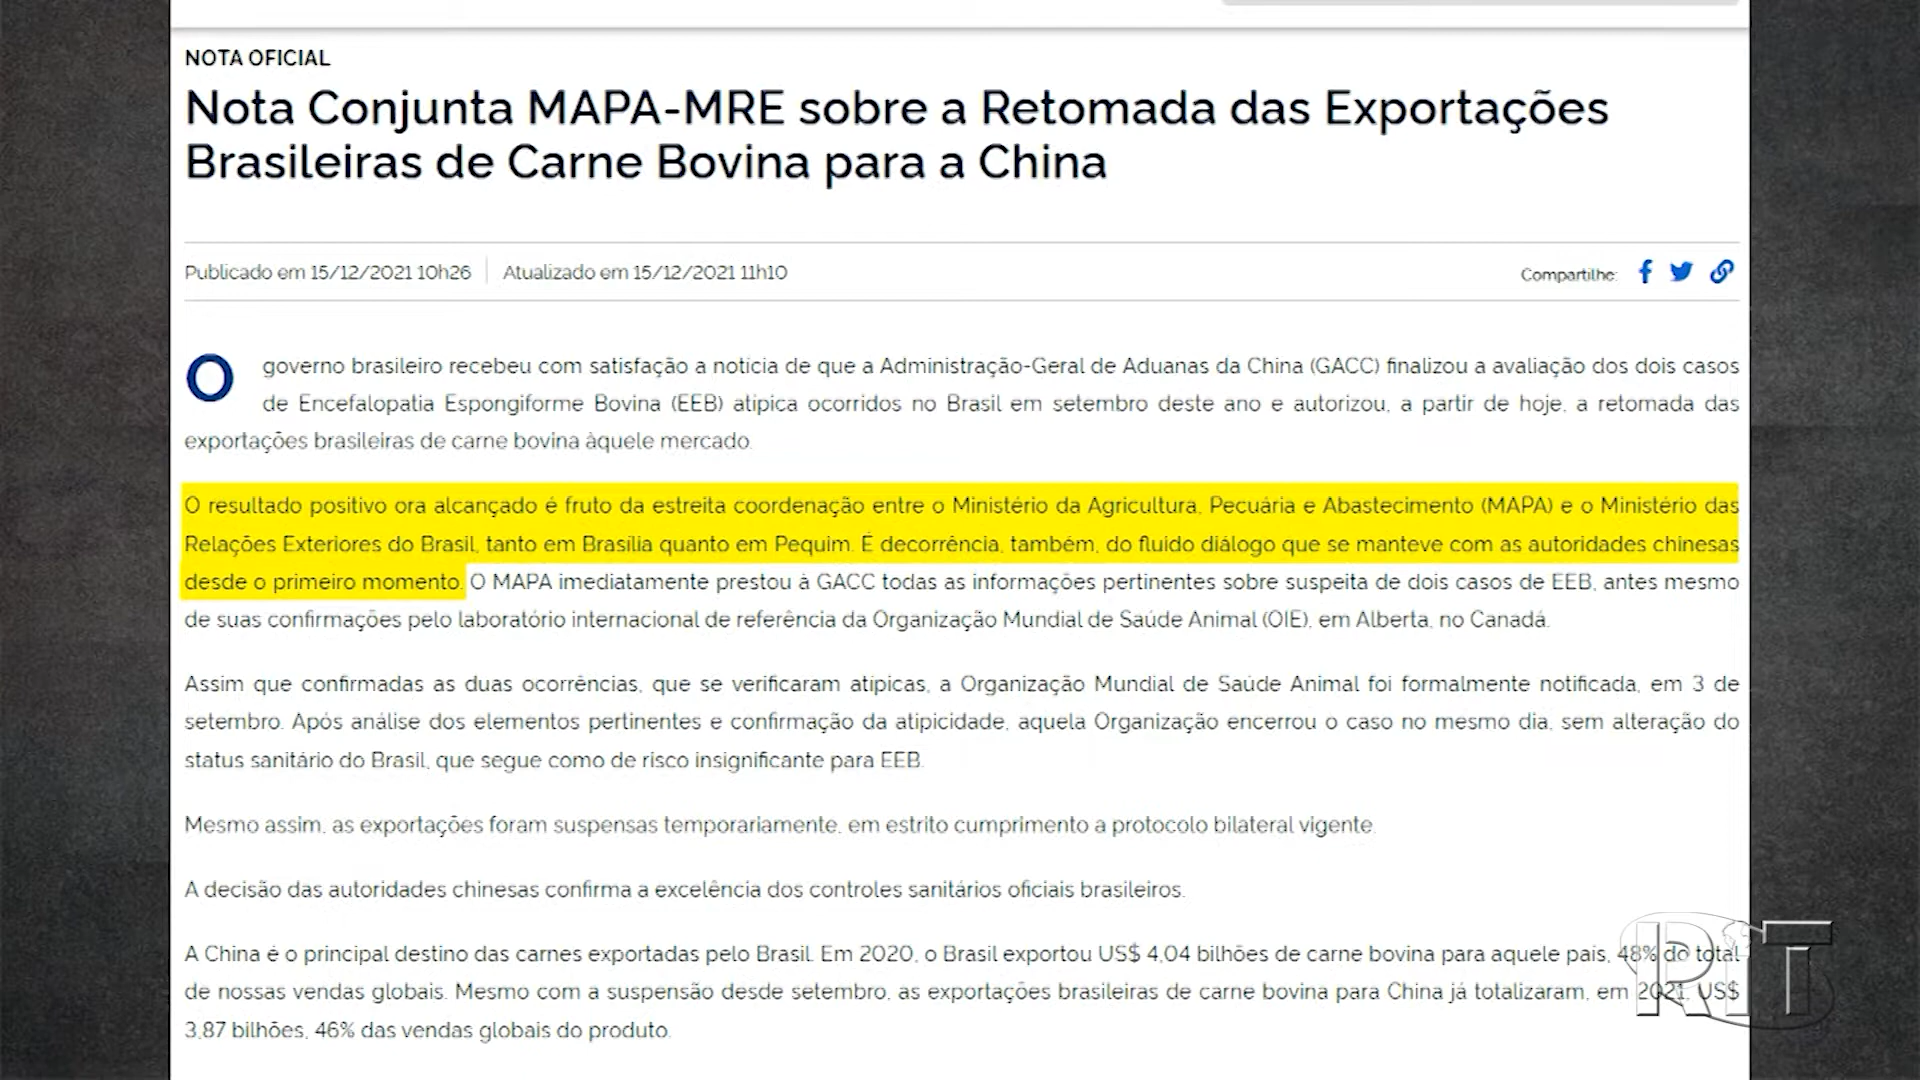 NOTA OFICIAL
Nota Conjunta MAPA-MRE sobre a Retomada das Exportações
Brasileiras de Carne Bovina para a China
Publicado em 15/12/2021 10h26 Atualizado em 15/12/2021 11h10 Compartilhe:
O governo brasileiro recebeu com satisfação a notícia de que a Administração-Geral de Aduanas da China (GACC) finalizou a avaliação dos dois casos
de Encefalopatia Espongiforme Bovina (EEB) atípica ocorridos no Brasil em setembro deste ano e autorizou, a partir de hoje, a retomada das
exportações brasileiras de carne bovina àquele mercado.
O resultado positivo ora alcançado é fruto da estreita coordenação entre o Ministério da Agricultura, Pecuária e Abastecimento (MAPA) e o Ministério das
Relações Exteriores do Brasil, tanto em Brasília quanto em Pequim. É decorrência, também, do fluido diálogo que se manteve com as autoridades chinesas
desde o primeiro momento. O MAPA imediatamente prestou à GACC todas as informações pertinentes sobre suspeita de dois casos de EEB, antes mesmo
de suas confirmações pelo laboratório internacional de referência da Organização Mundial de Saúde Animal (OIE), em Alberta, no Canadá.
Assim que confirmadas as duas ocorrências, que se verificaram atípicas, a Organização Mundial de Saúde Animal foi formalmente notificada, em 3 de
setembro. Após análise dos elementos pertinentes e confirmação da atipicidade, aquela Organização encerrou o caso no mesmo dia, sem alteração do
status sanitário do Brasil, que segue como de risco insignificante para EEB.
Mesmo assim, as exportações foram suspensas temporariamente, em estrito cumprimento a protocolo bilateral vigente.
A decisão das autoridades chinesas confirma a excelência dos controles sanitários oficiais brasileiros.
A China é o principal destino das carnes exportadas pelo Brasil. Em 2020, o Brasil exportou US$ 4,04 bilhões de carne bovina para aquele país, 48% do total
de nossas vendas globais. Mesmo com a suspensão desde setembro, as exportações brasileiras de carne bovina para China já totalizaram, em 2021, US$
3,87 bilhões, 46% das vendas globais do produto.
RIT